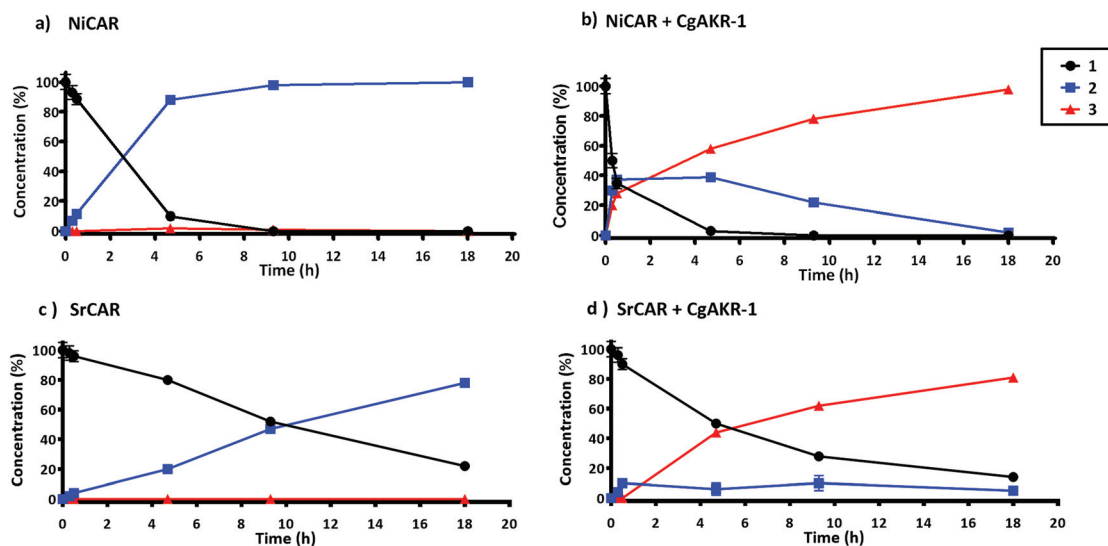 a) NiCAR
b) NiCAR + CgAKR-1
1
2
3
Concentration (%)
100
80
60
40
20
0
0 2 4 6 8 10 12 14 16 18 20
Time (h)
Concentration (%)
100
80
60
40
20
0
0 2 4 6 8 10 12 14 16 18 20
Time (h)
c ) SrCAR
d ) SrCAR + CgAKR-1
Concentration (%)
100
80
60
40
20
0
0 2 4 6 8 10 12 14 16 18 20
Time (h)
Concentration (%)
100
80
60
40
20
0
0 2 4 6 8 10 12 14 16 18 20
Time (h)